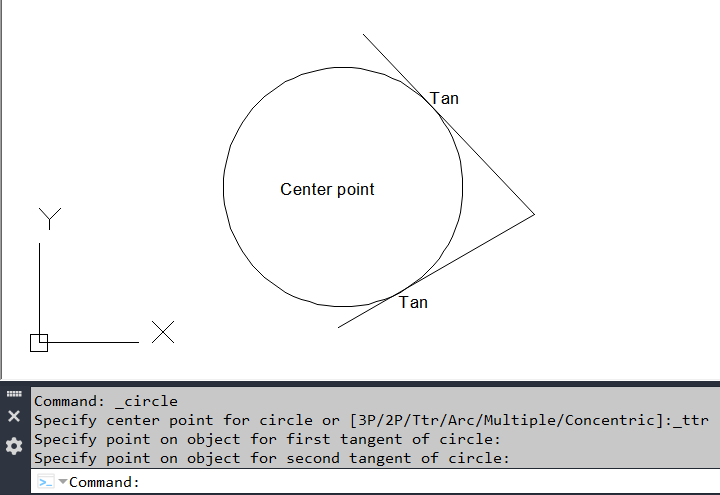 Tan
Center point
Y
Tan
X
Command: _circle
Specify center point for circle or [3P/2P/Ttr/Arc/Multiple/Concentric]:_ttr
Specify point on object for first tangent of circle:
Specify point on object for second tangent of circle:
Command: